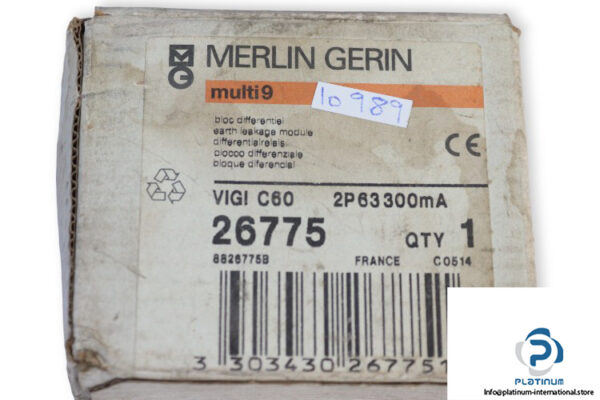 MERLIN GERIN
multi9
10989
bloc differentiel
earth leakage module
differentialrelais
blocco differenziale
bloque diferencial
CE
VIGI C60 2P63300mA
26775 QTY 1
8826775B FRANCE C0514
3 303430 267751
PLATINUM
Info@platinum-international.store